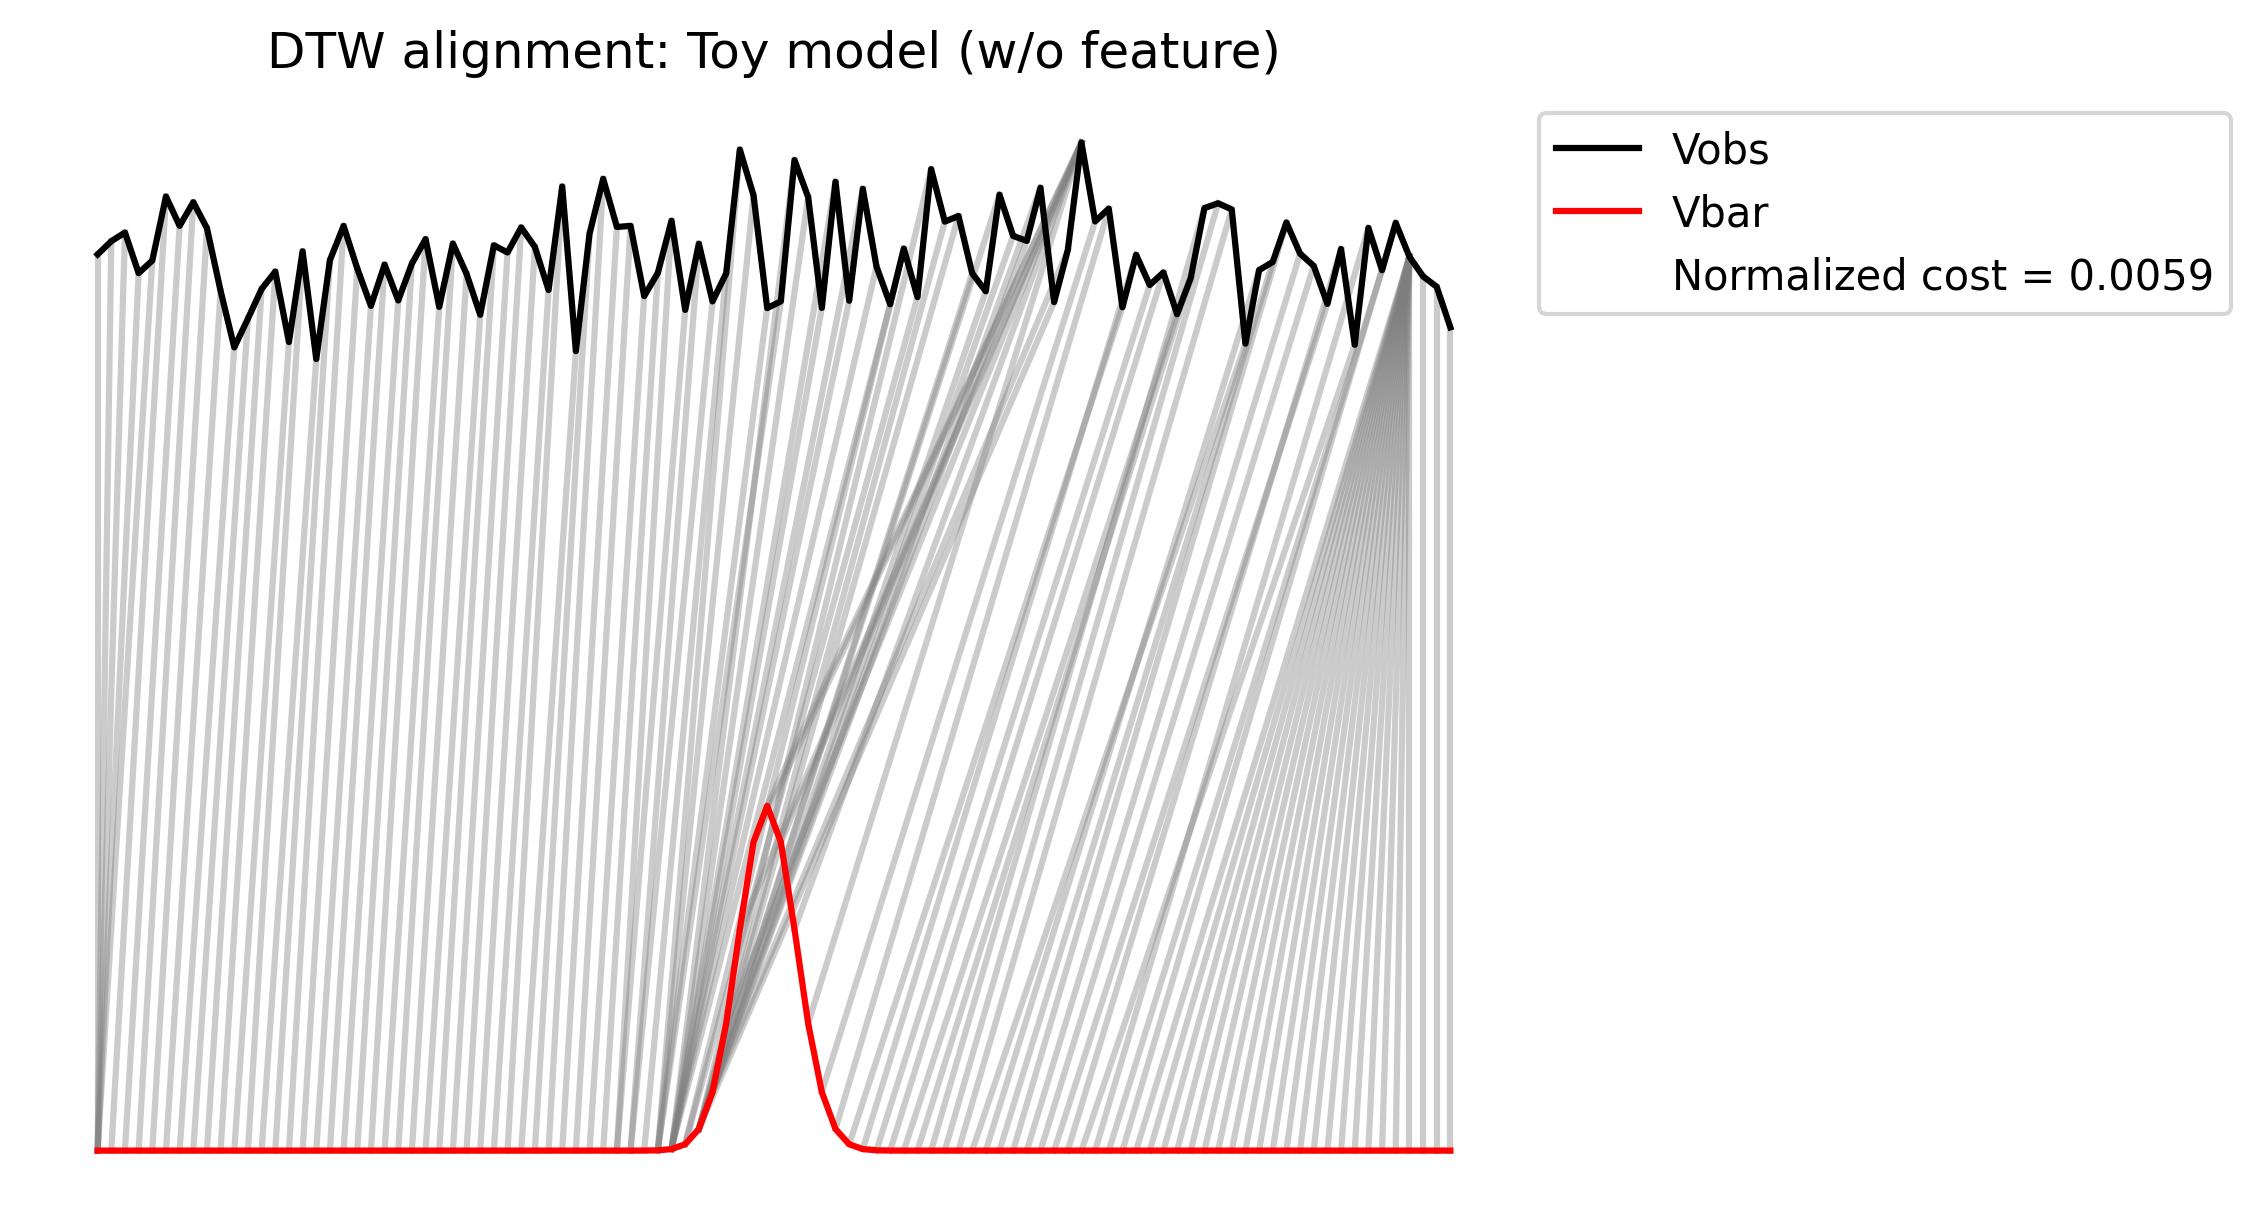 DTW alignment: Toy model (w/o feature)
Vobs
Vbar
Normalized cost = 0.0059